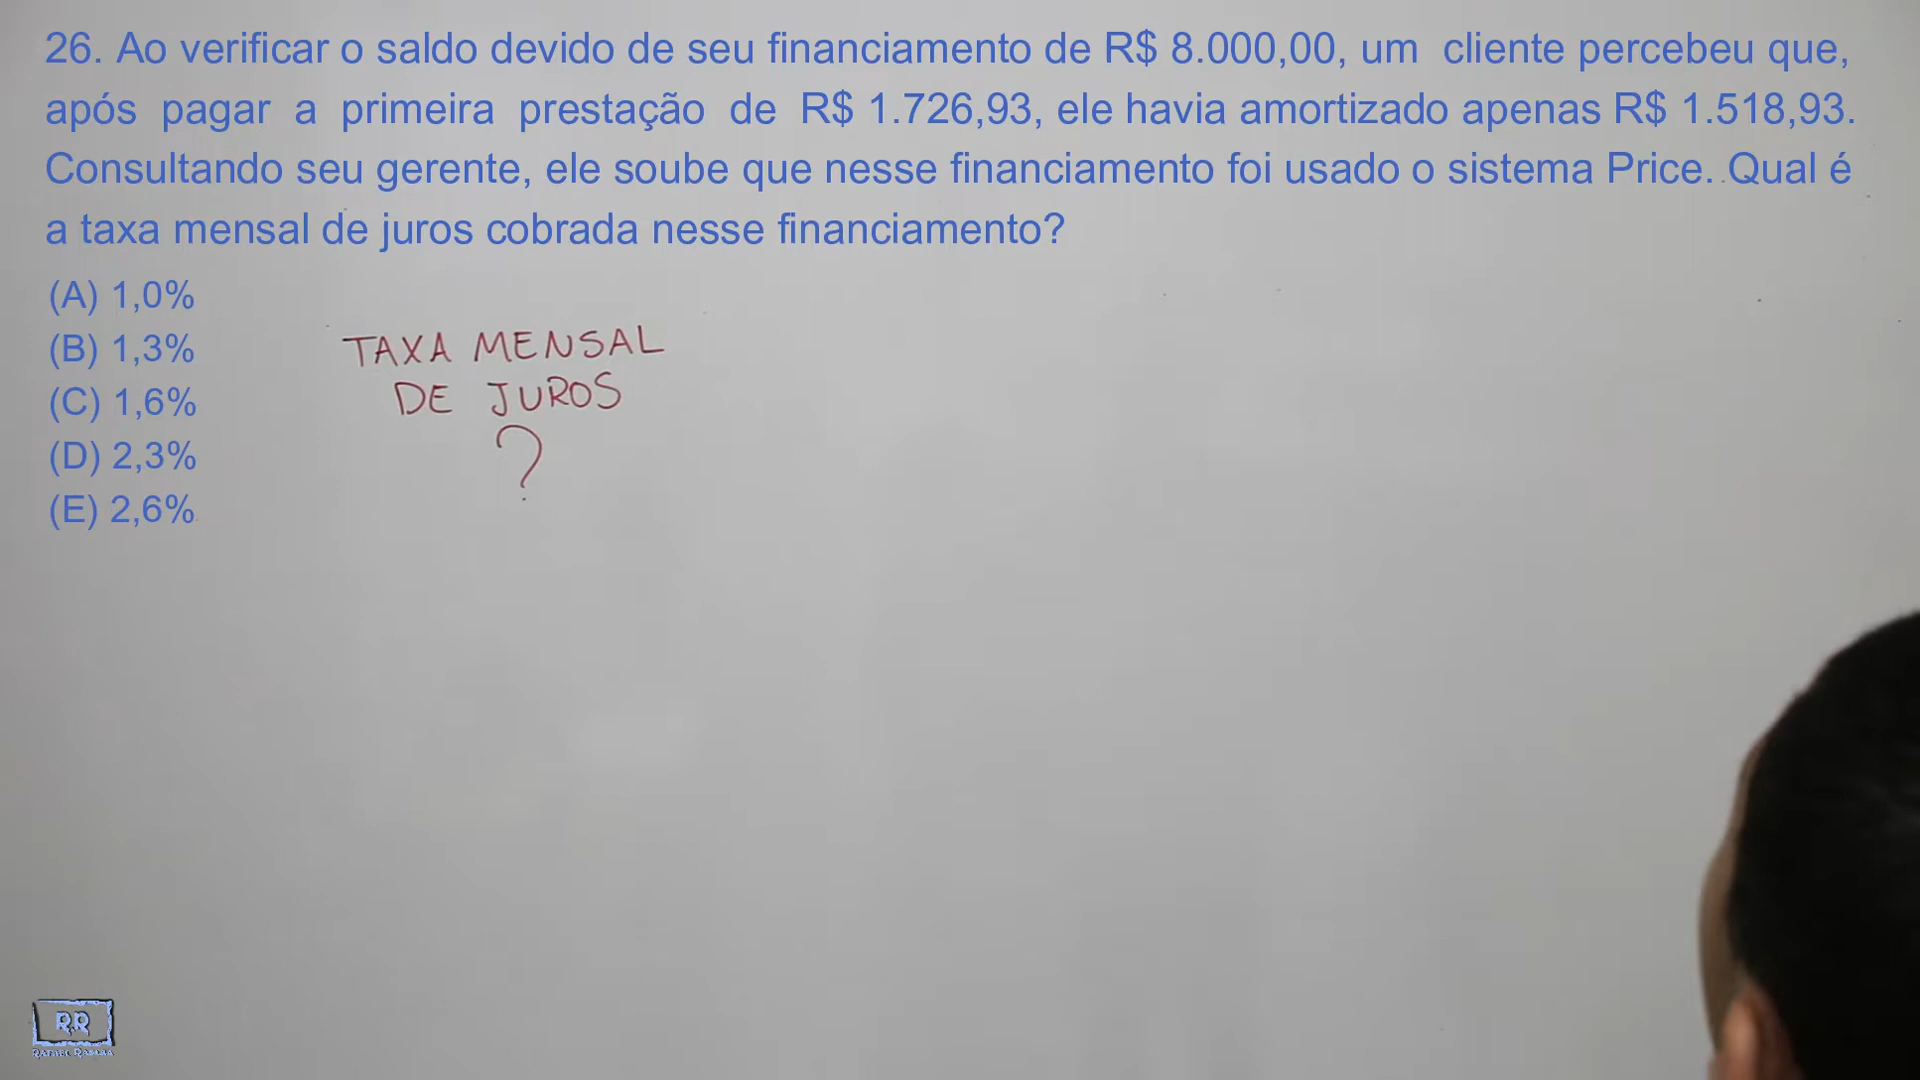 26. Ao verificar o saldo devido de seu financiamento de R$ 8.000,00, um cliente percebeu que,
após pagar a primeira prestação de R$ 1.726,93, ele havia amortizado apenas R$ 1.518,93.
Consultando seu gerente, ele soube que nesse financiamento foi usado o sistema Price. Qual é
a taxa mensal de juros cobrada nesse financiamento?
(A) 1,0%
(B) 1,3%
(C) 1,6%
(D) 2,3%
(E) 2,6%
TAXA MENSAL
DE JUROS
?
RR